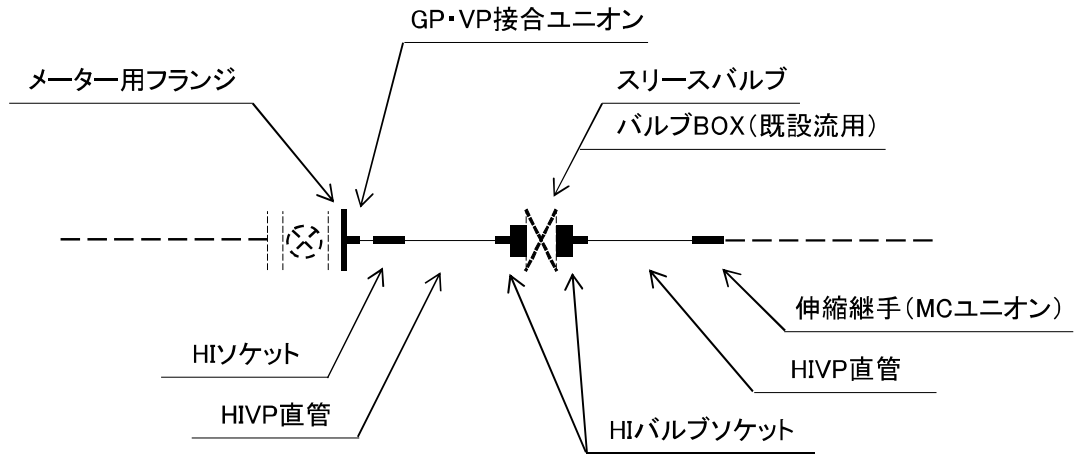 GP・VP接合ユニオン
メーター用フランジ
スリースバルブ
バルブBOX(既設流用)
伸縮継手(MCユニオン)
HIソケット
HIVP直管
HIVP直管
HIバルブソケット